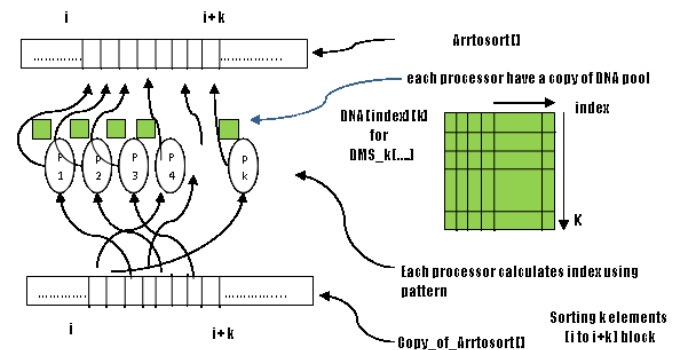 i i+k
.............. ................
Arrtosort[]
each processor have a copy of DNA pool
DNA [index] [k]
for
DMS_k[....]
index
K
P
1
P
2
P
3
P
4
P
k
Each processor calculates index using
pattern
.............. ................
i i+k
Copy_of_Arrtosort[]
Sorting k elements
[i to i+k] block